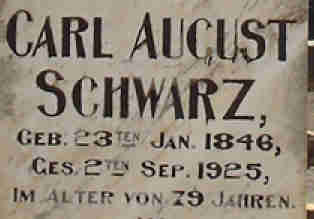 CARL AUGUST
SCHWARZ,
GEB. 23TEN JAN. 1846,
GES. 2TEN SEP. 1925,
IM ALTER VON 79 JAHREN.